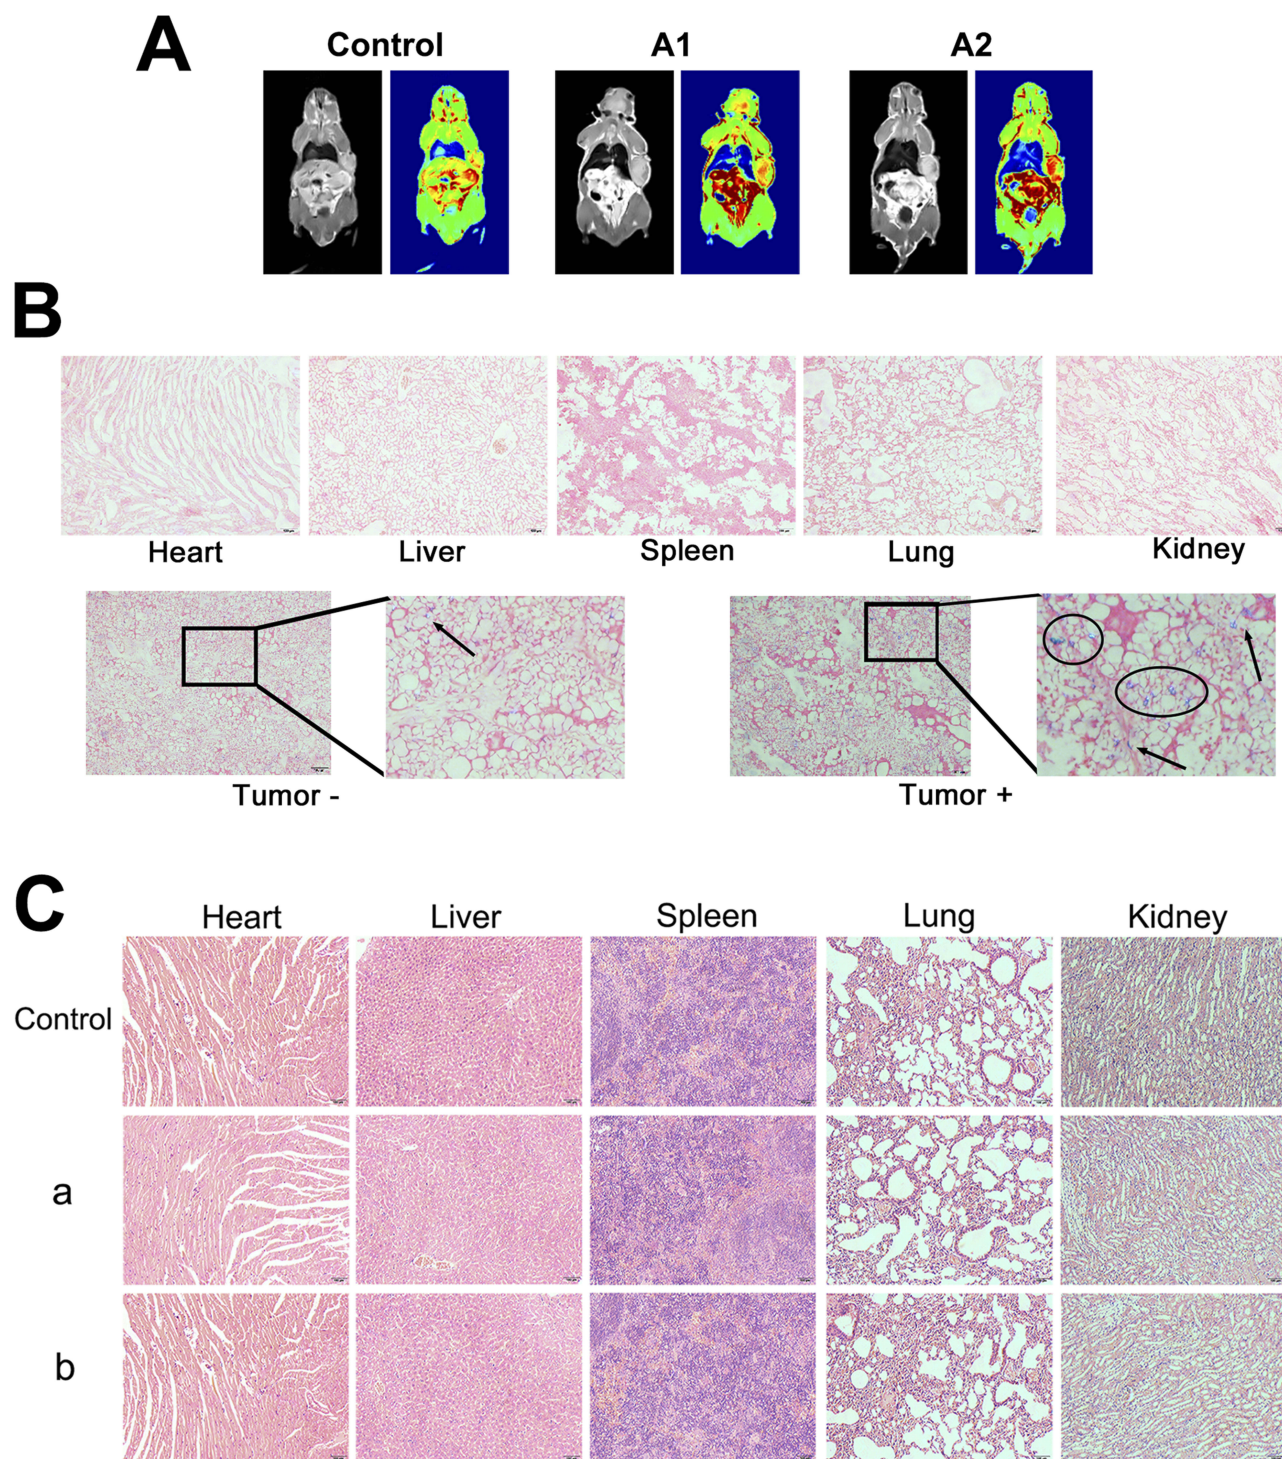 A
Control
A1
A2
B
Heart
Liver
Spleen
Lung
Kidney
Tumor -
Tumor +
C
Heart
Liver
Spleen
Lung
Kidney
Control
a
b